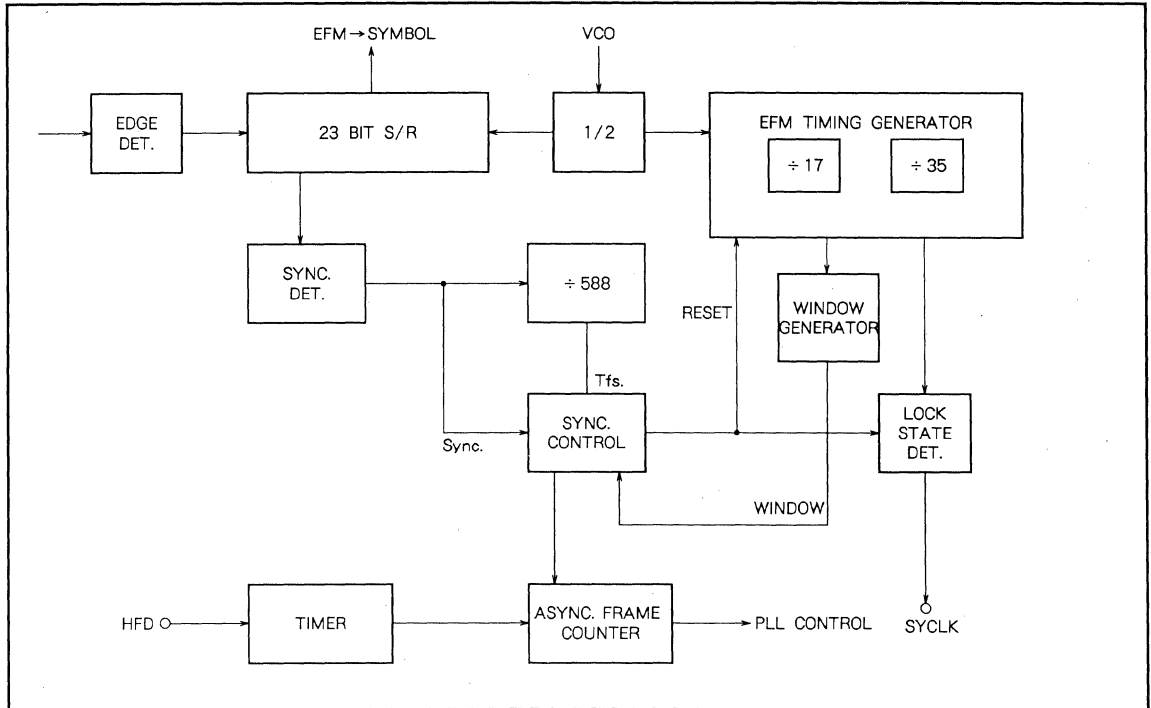 EFM→SYMBOL
VCO
EDGE
DET.
23 BIT S/R
1/2
EFM TIMING GENERATOR
÷17
÷35
SYNC.
DET.
÷588
RESET
WINDOW
GENERATOR
Tfs.
Sync.
SYNC.
CONTROL
LOCK
STATE
DET.
WINDOW
HFD
TIMER
ASYNC. FRAME
COUNTER
PLL CONTROL
SYCLK